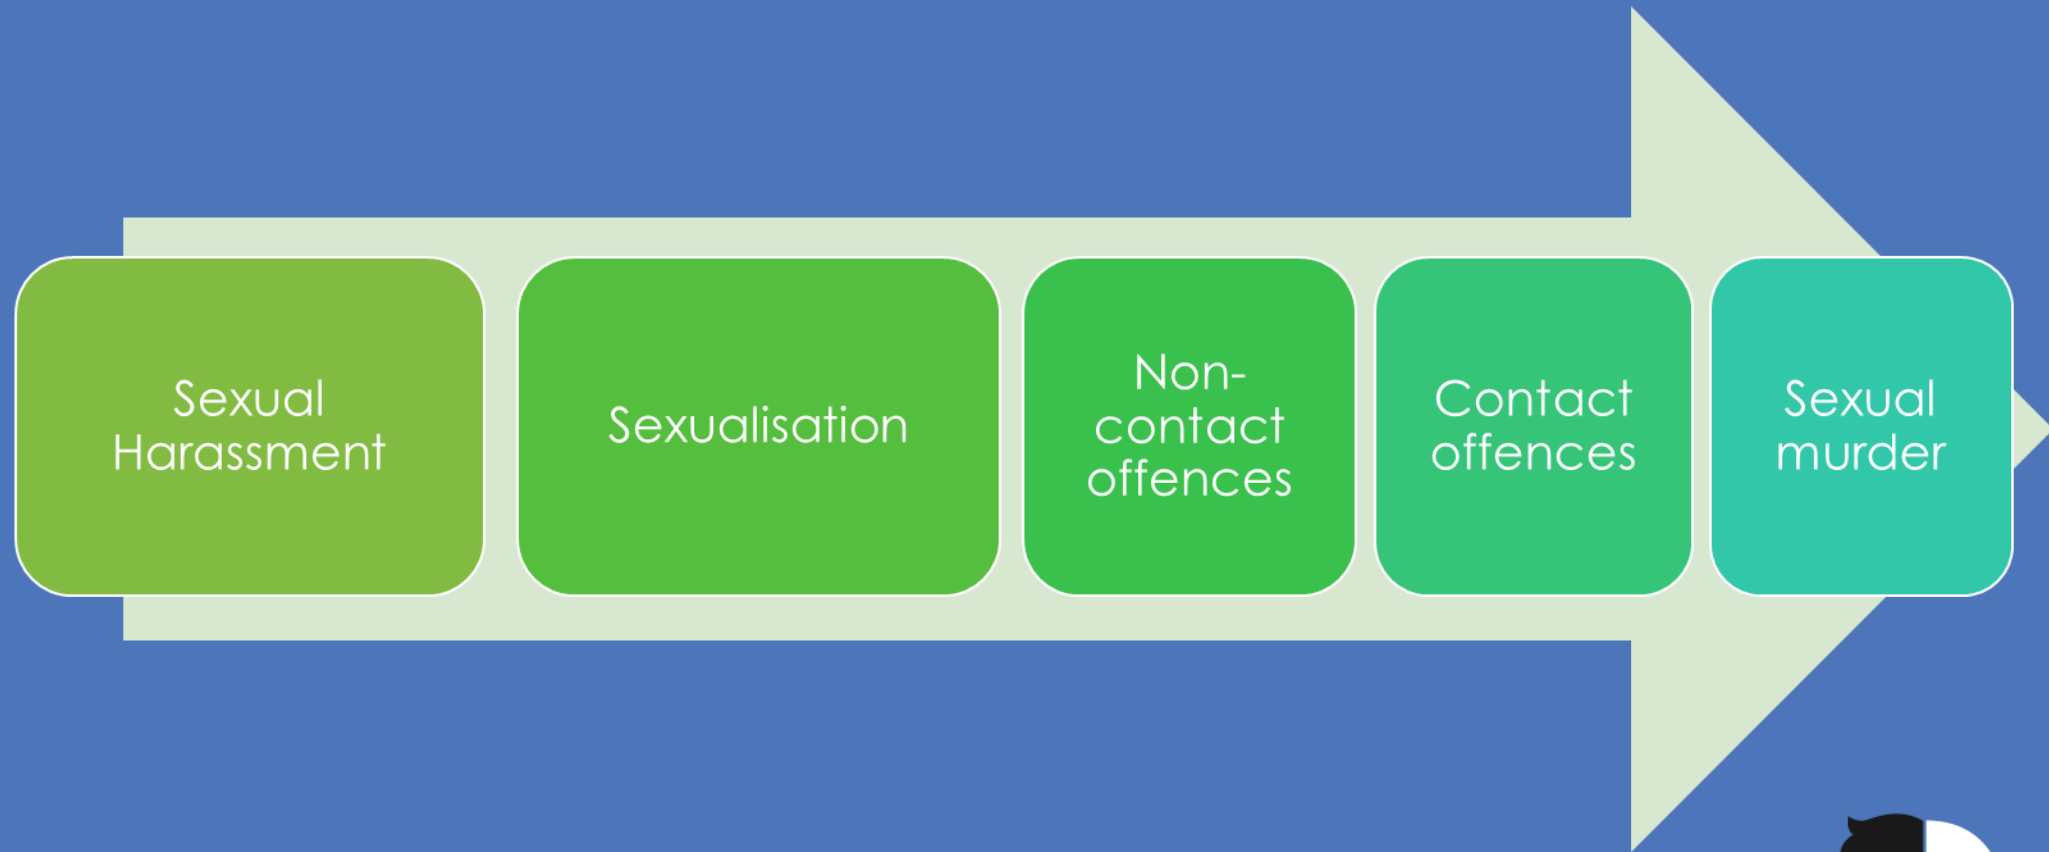 Sexual
Harassment
Sexualisation
Non-
contact
offences
Contact
offences
Sexual
murder